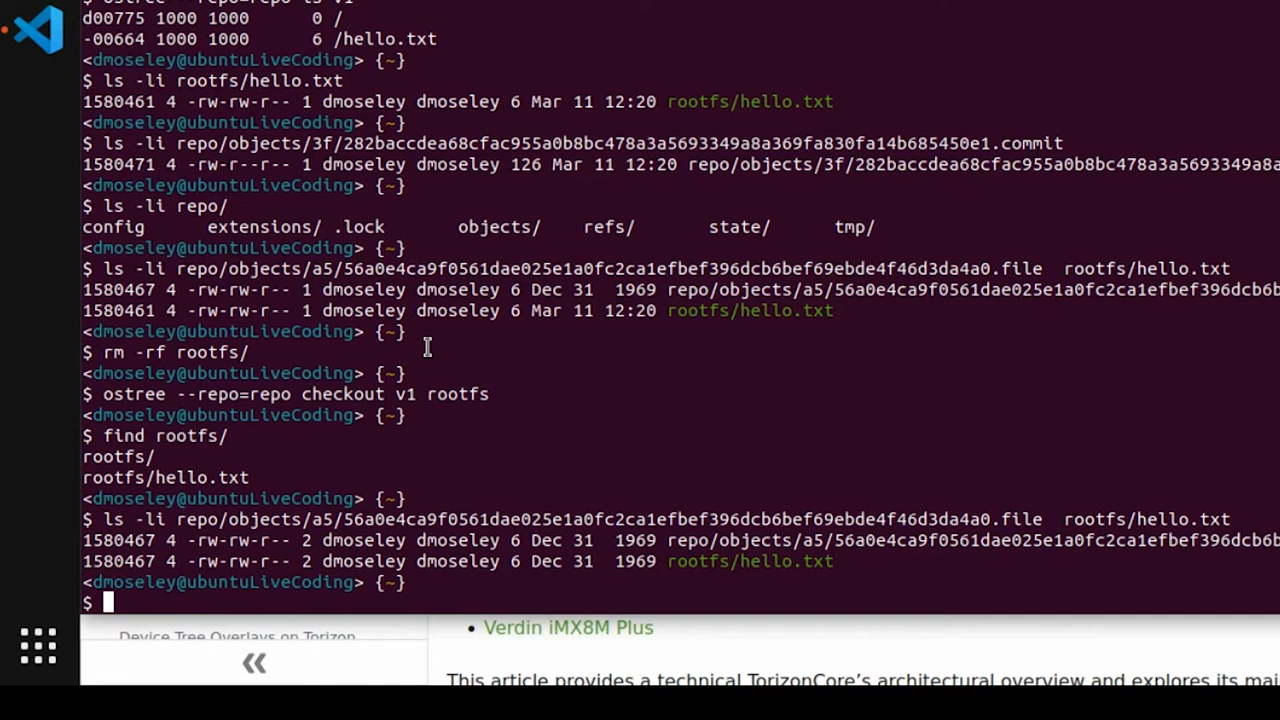 ostree --repo=repo ls v1
d00775 1000 1000      0 /
-00664 1000 1000      6 /hello.txt
<dmoseley@ubuntuLiveCoding> {~}
$ ls -li rootfs/hello.txt
1580461 4 -rw-rw-r-- 1 dmoseley dmoseley 6 Mar 11 12:20 rootfs/hello.txt
<dmoseley@ubuntuLiveCoding> {~}
$ ls -li repo/objects/3f/282baccdea68cfac955a0b8bc478a3a5693349a8a369fa830fa14b685450e1.commit
1580471 4 -rw-rw-r-- 1 dmoseley dmoseley 126 Mar 11 12:20 repo/objects/3f/282baccdea68cfac955a0b8bc478a3a5693349a8a
<dmoseley@ubuntuLiveCoding> {~}
$ ls -li repo/
config      extensions/ .lock       objects/    refs/       state/      tmp/
<dmoseley@ubuntuLiveCoding> {~}
$ ls -li repo/objects/a5/56a0e4ca9f0561dae025e1a0fc2ca1efbef396dcb6bef69ebde4f46d3da4a0.file  rootfs/hello.txt
1580467 4 -rw-rw-r-- 1 dmoseley dmoseley 6 Dec 31  1969 repo/objects/a5/56a0e4ca9f0561dae025e1a0fc2ca1efbef396dcb6b
1580461 4 -rw-rw-r-- 1 dmoseley dmoseley 6 Mar 11 12:20 rootfs/hello.txt
<dmoseley@ubuntuLiveCoding> {~}
$ rm -rf rootfs/
<dmoseley@ubuntuLiveCoding> {~}
$ ostree --repo=repo checkout v1 rootfs
<dmoseley@ubuntuLiveCoding> {~}
$ find rootfs/
rootfs/
rootfs/hello.txt
<dmoseley@ubuntuLiveCoding> {~}
$ ls -li repo/objects/a5/56a0e4ca9f0561dae025e1a0fc2ca1efbef396dcb6bef69ebde4f46d3da4a0.file  rootfs/hello.txt
1580467 4 -rw-rw-r-- 2 dmoseley dmoseley 6 Dec 31  1969 repo/objects/a5/56a0e4ca9f0561dae025e1a0fc2ca1efbef396dcb6b
1580467 4 -rw-rw-r-- 2 dmoseley dmoseley 6 Dec 31  1969 rootfs/hello.txt
<dmoseley@ubuntuLiveCoding> {~}
$
Device Tree Overlays on Torizon
«
• Verdin iMX8M Plus
This article provides a technical TorizonCore's architectural overview and explores its mai